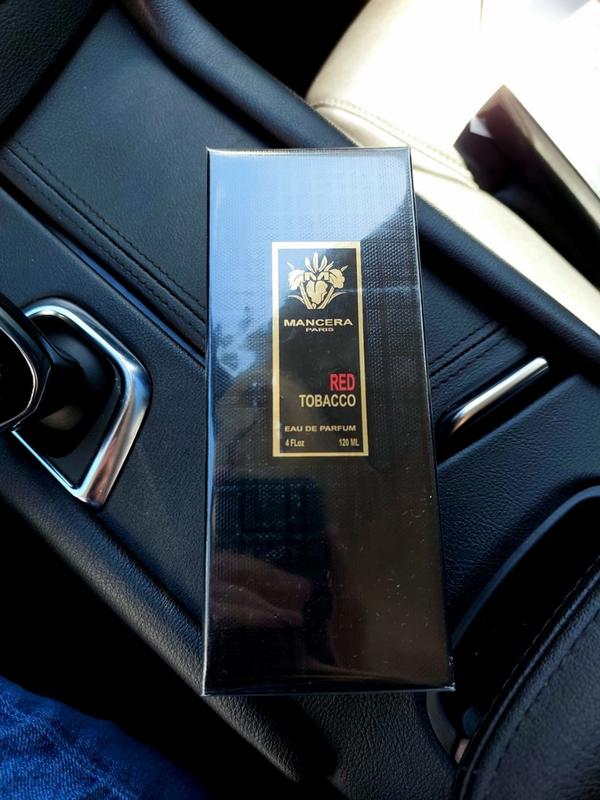 MANCERA
PARIS
RED
TOBACCO
EAU DE PARFUM
4 FLoz 120 ML